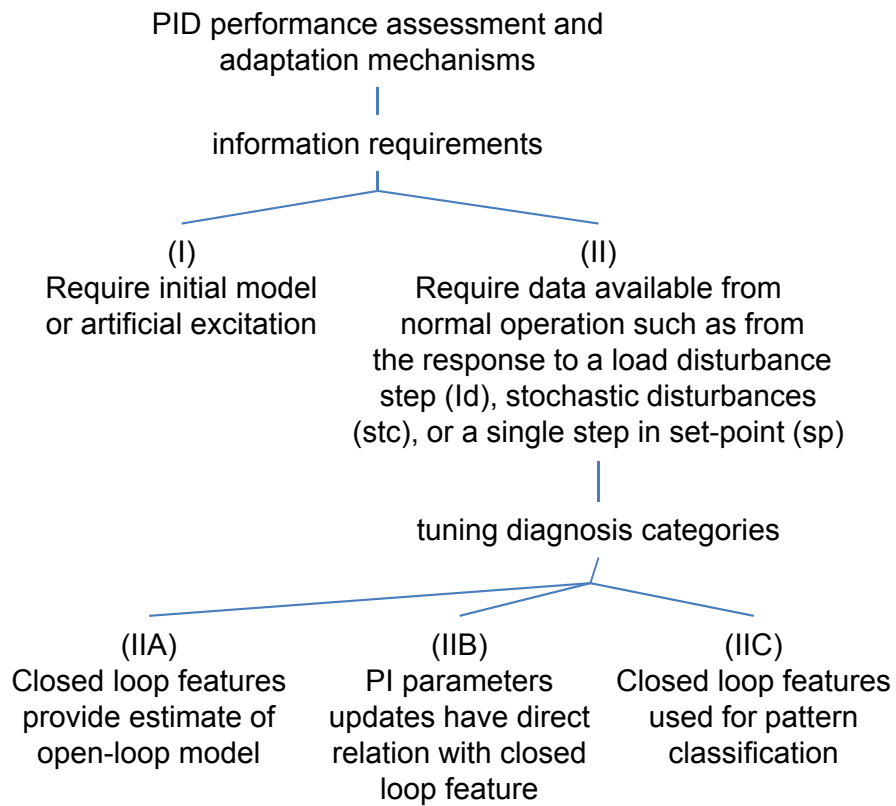 PID performance assessment and
adaptation mechanisms
information requirements
(I)
Require initial model
or artificial excitation
(II)
Require data available from
normal operation such as from
the response to a load disturbance
step (Id), stochastic disturbances
(stc), or a single step in set-point (sp)
tuning diagnosis categories
(IIA)
Closed loop features
provide estimate of
open-loop model
(IIB)
PI parameters
updates have direct
relation with closed
loop feature
(IIC)
Closed loop features
used for pattern
classification